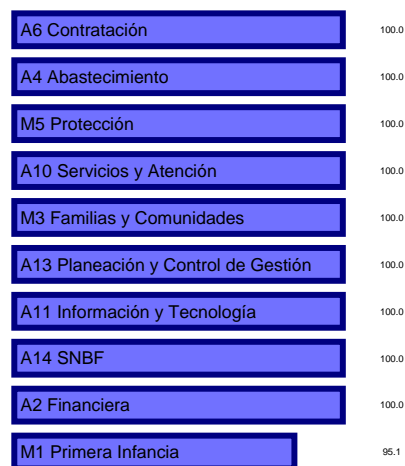 A6 Contratación 100.0
A4 Abastecimiento 100.0
M5 Protección 100.0
A10 Servicios y Atención 100.0
M3 Familias y Comunidades 100.0
A13 Planeación y Control de Gestión 100.0
A11 Información y Tecnología 100.0
A14 SNBF 100.0
A2 Financiera 100.0
M1 Primera Infancia 95.1